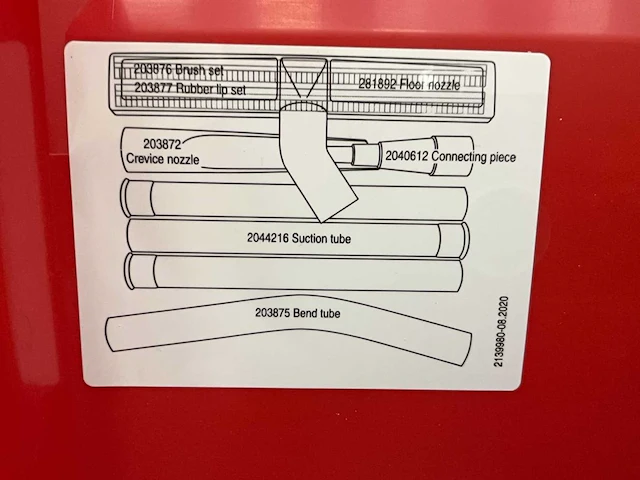 203876 Brush set
203877 Rubber lip set
281892 Floor nozzle
203872
Crevice nozzle
2040612 Connecting piece
2044216 Suction tube
203875 Bend tube
2139980-08.2020